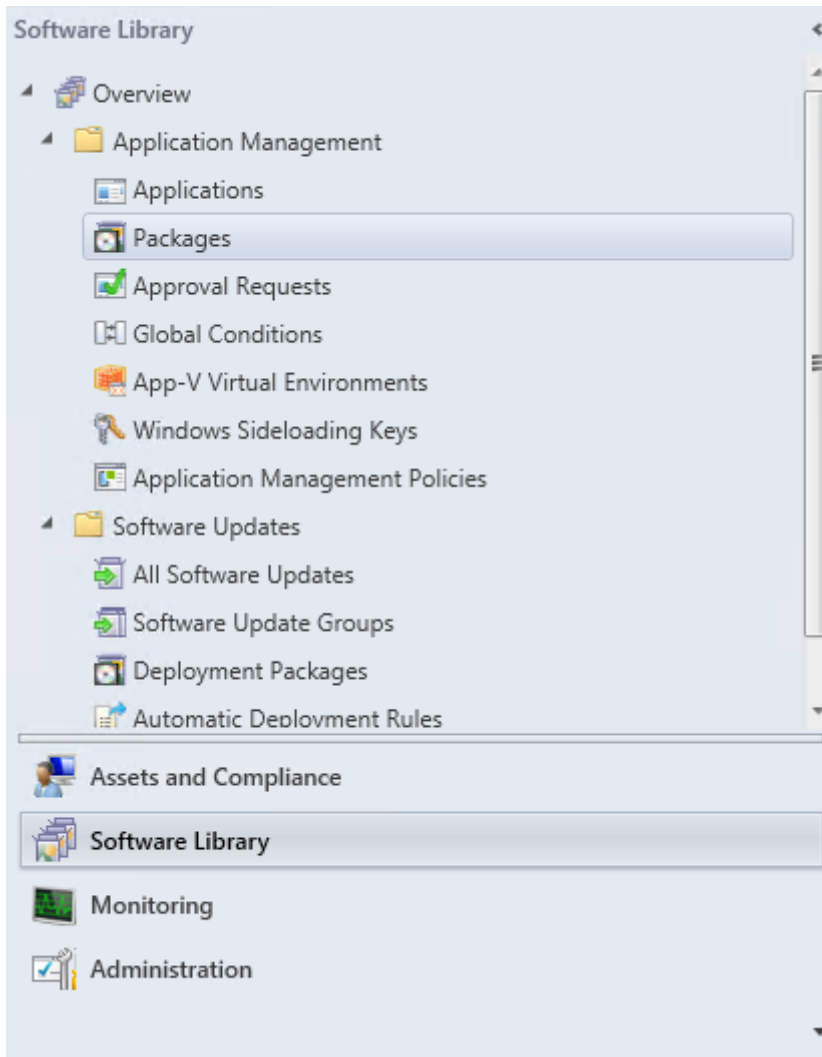 Software Library
Overview
Application Management
Applications
Packages
Approval Requests
Global Conditions
App-V Virtual Environments
Windows Sideloading Keys
Application Management Policies
Software Updates
All Software Updates
Software Update Groups
Deployment Packages
Automatic Deployment Rules
Assets and Compliance
Software Library
Monitoring
Administration